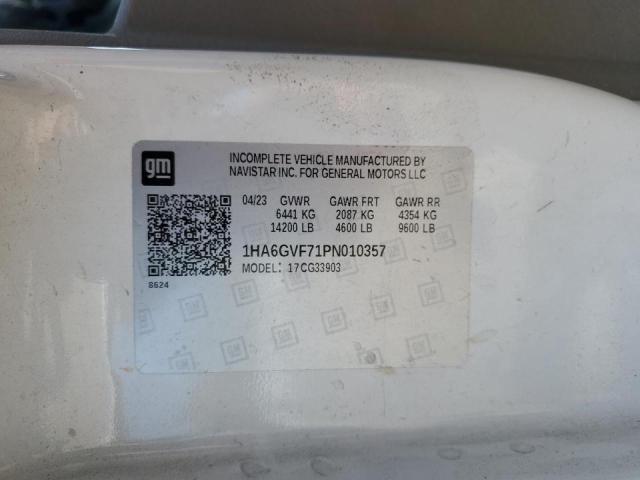 gm
INCOMPLETE VEHICLE MANUFACTURED BY
NAVISTAR INC. FOR GENERAL MOTORS LLC
04/23 GVWR GAWR FRT GAWR RR
6441 KG 2087 KG 4354 KG
14200 LB 4600 LB 9600 LB
1HA6GVF71PN010357
MODEL: 17CG33903
8624